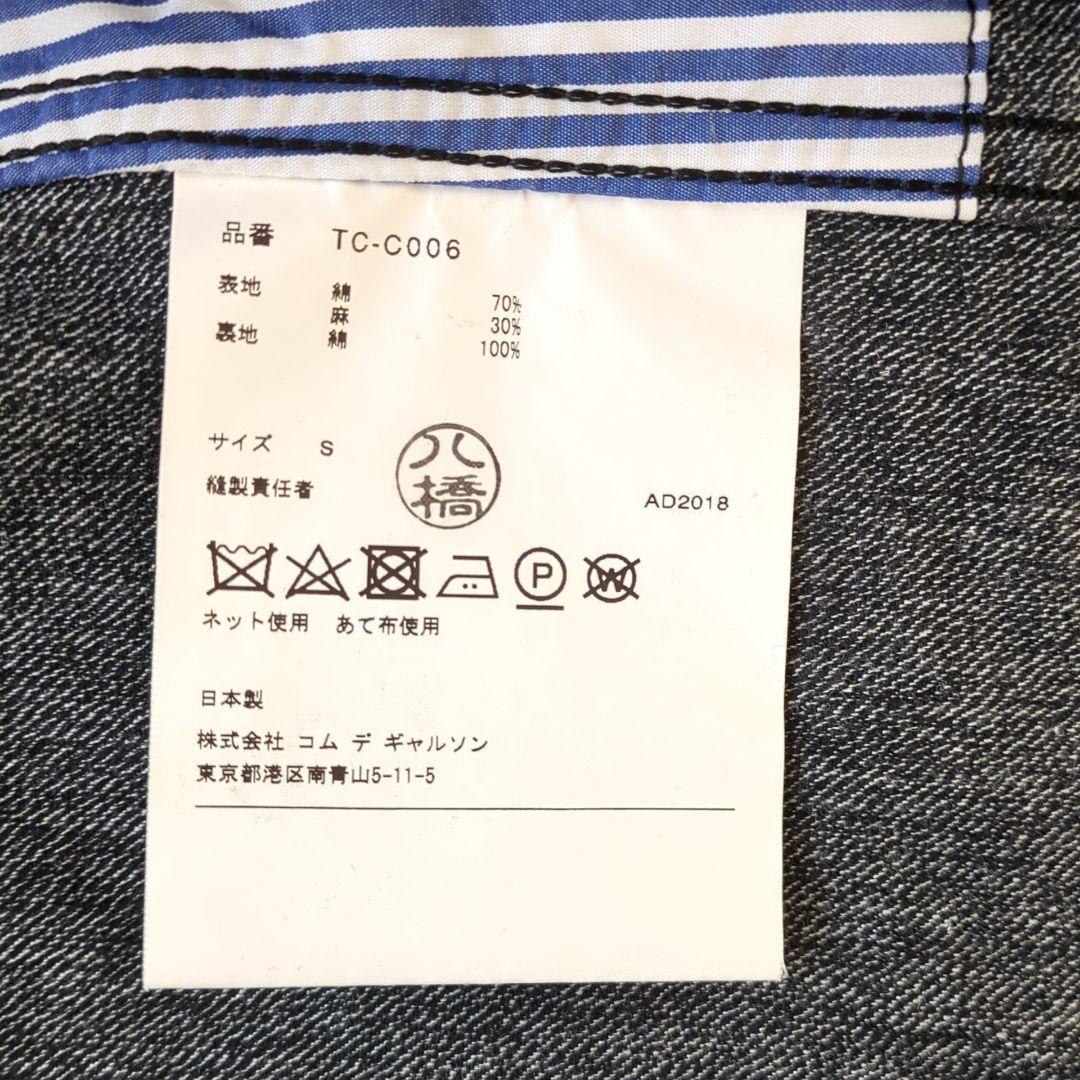 品番 TC-C006
表地 綿 70%
麻 30%
裏地 綿 100%
サイズ S
八橋
縫製責任者
AD2018
P
W
ネット使用 あて布使用
日本製
株式会社 コム デ ギャルソン
東京都港区南青山5-11-5